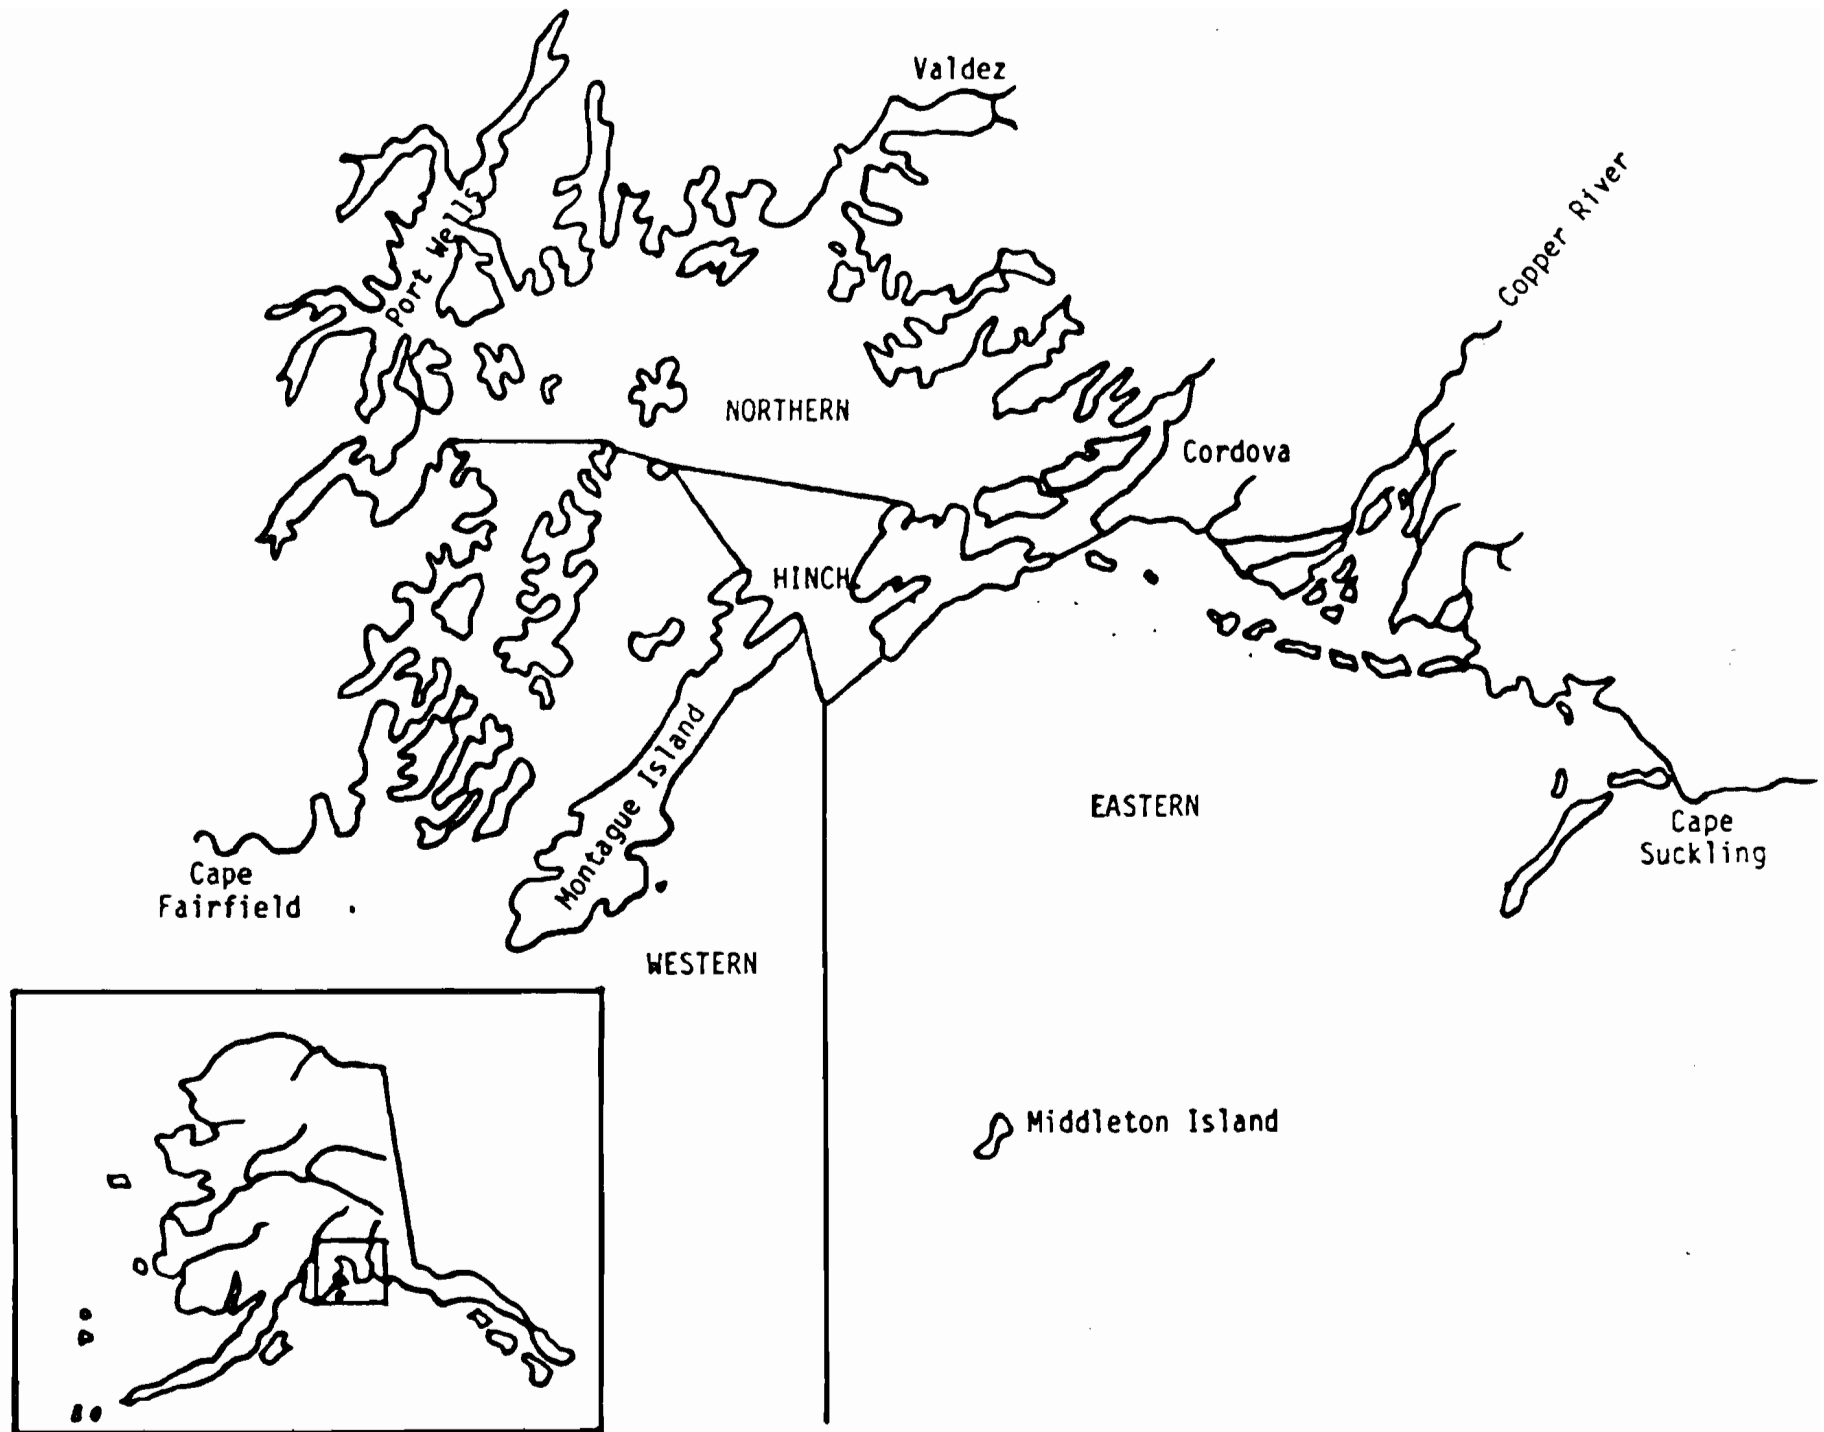 Valdez
Copper River
Port Wells
NORTHERN
Cordova
HINCH
Montague Island
EASTERN
Cape
Suckling
Cape
Fairfield
WESTERN
Middleton Island